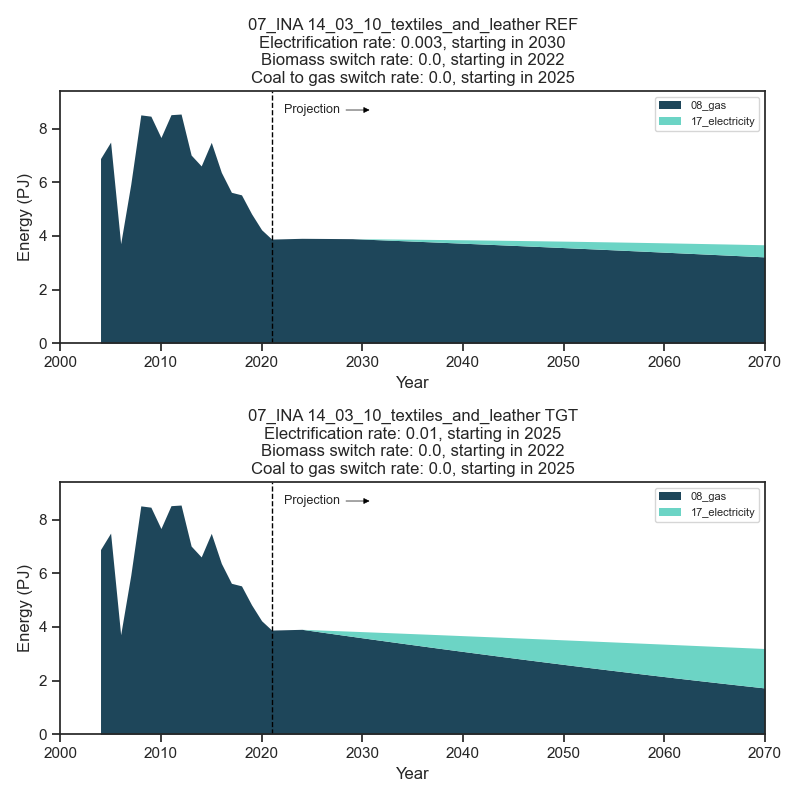 07_INA 14_03_10_textiles_and_leather REF
Electrification rate: 0.003, starting in 2030
Biomass switch rate: 0.0, starting in 2022
Coal to gas switch rate: 0.0, starting in 2025
Projection
08_gas
17_electricity
Energy (PJ)
8
6
4
2
0
2000 2010 2020 2030 2040 2050 2060 2070
Year
07_INA 14_03_10_textiles_and_leather TGT
Electrification rate: 0.01, starting in 2025
Biomass switch rate: 0.0, starting in 2022
Coal to gas switch rate: 0.0, starting in 2025
Projection
08_gas
17_electricity
Energy (PJ)
8
6
4
2
0
2000 2010 2020 2030 2040 2050 2060 2070
Year